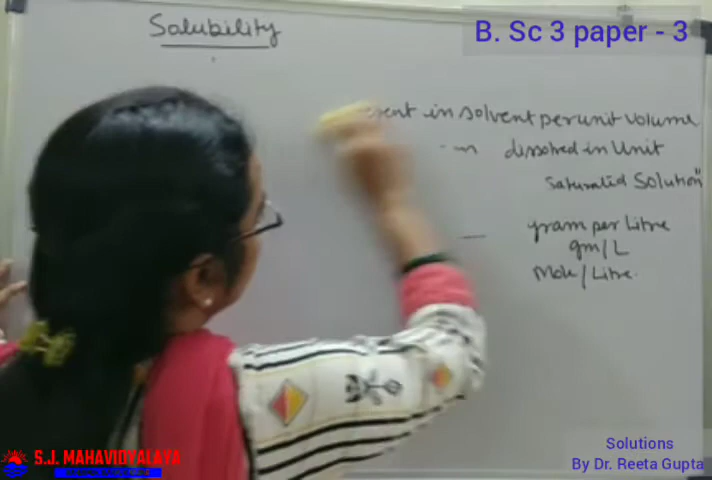 Solubility
B. Sc 3 paper - 3
in solvent per unit volume
dissolved in Unit
Saturated Solution"
gram per Litre
gm/L
Mole/Litre.
Solutions
By Dr. Reeta Gupta
S.J. MAHAVIDYALAYA